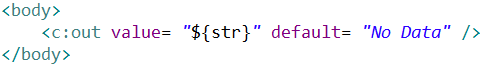 <body>
<c:out value= "${str}" default= "No Data" />
</body>